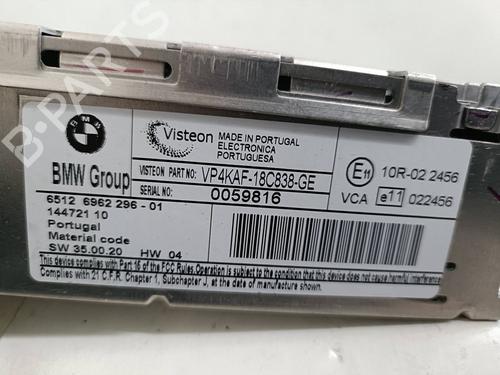 BMW
BMW Group
Visteon
MADE IN PORTUGAL
ELECTRONICA
PORTUGUESA
VISTEON PART NO: VP4KAF-18C838-GE
SERIAL NO: 0059816
E11 10R-02 2456
VCA e11 022456
6512 6962 296-01
144721 10
Portugal
Material code
SW 35.00.20 HW 04
This device complies with Part 15 of the FCC Rules.Operation is subject to the condition that this device does not cause harmful interference
Complies with 21 C.F.R. Chapter 1, Subchapter J, at the date of manufacture shown.
B-PARTS